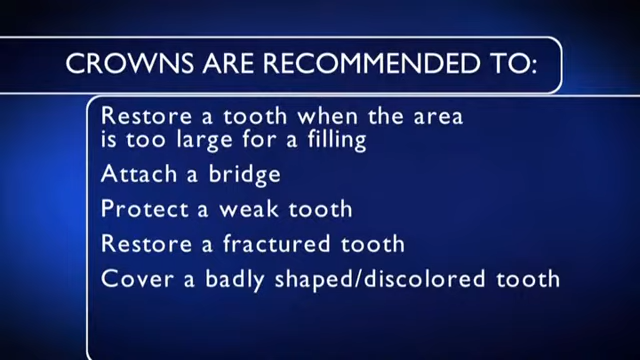 CROWNS ARE RECOMMENDED TO:
Restore a tooth when the area
is too large for a filling
Attach a bridge
Protect a weak tooth
Restore a fractured tooth
Cover a badly shaped/discolored tooth